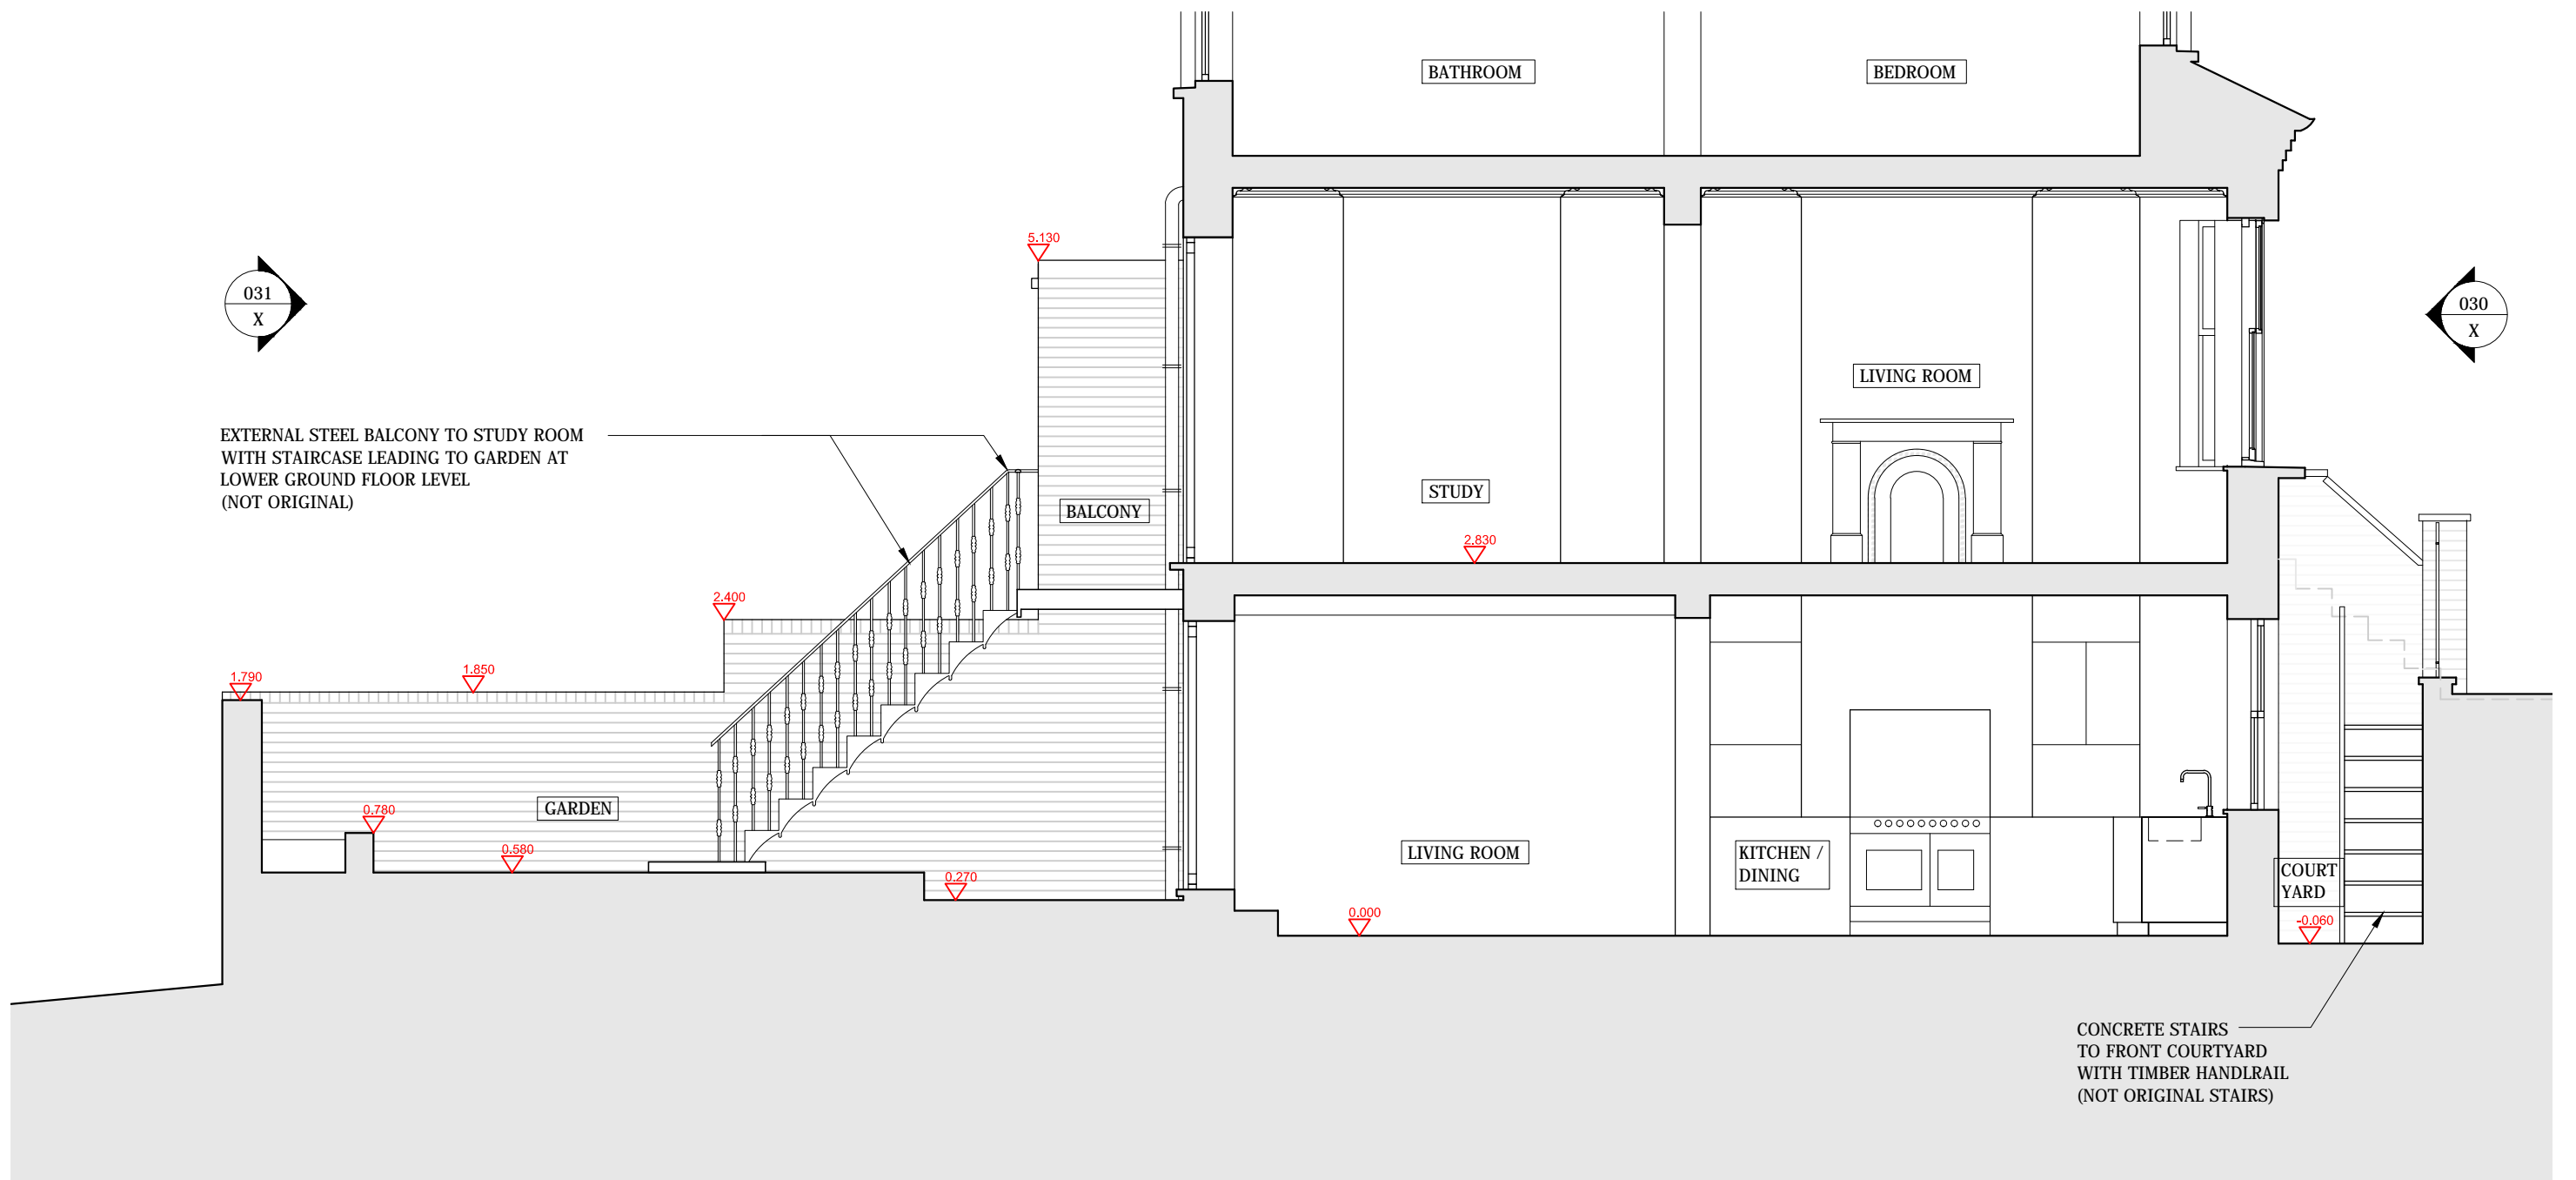 BATHROOM
BEDROOM
5.130
031
X
030
X
LIVING ROOM
EXTERNAL STEEL BALCONY TO STUDY ROOM
WITH STAIRCASE LEADING TO GARDEN AT
LOWER GROUND FLOOR LEVEL
(NOT ORIGINAL)
STUDY
BALCONY
2.830
2.400
1.790
1.850
GARDEN
0.780
0.580
0.270
LIVING ROOM
KITCHEN /
DINING
COURT
YARD
0.000
-0.060
CONCRETE STAIRS
TO FRONT COURTYARD
WITH TIMBER HANDLRAIL
(NOT ORIGINAL STAIRS)